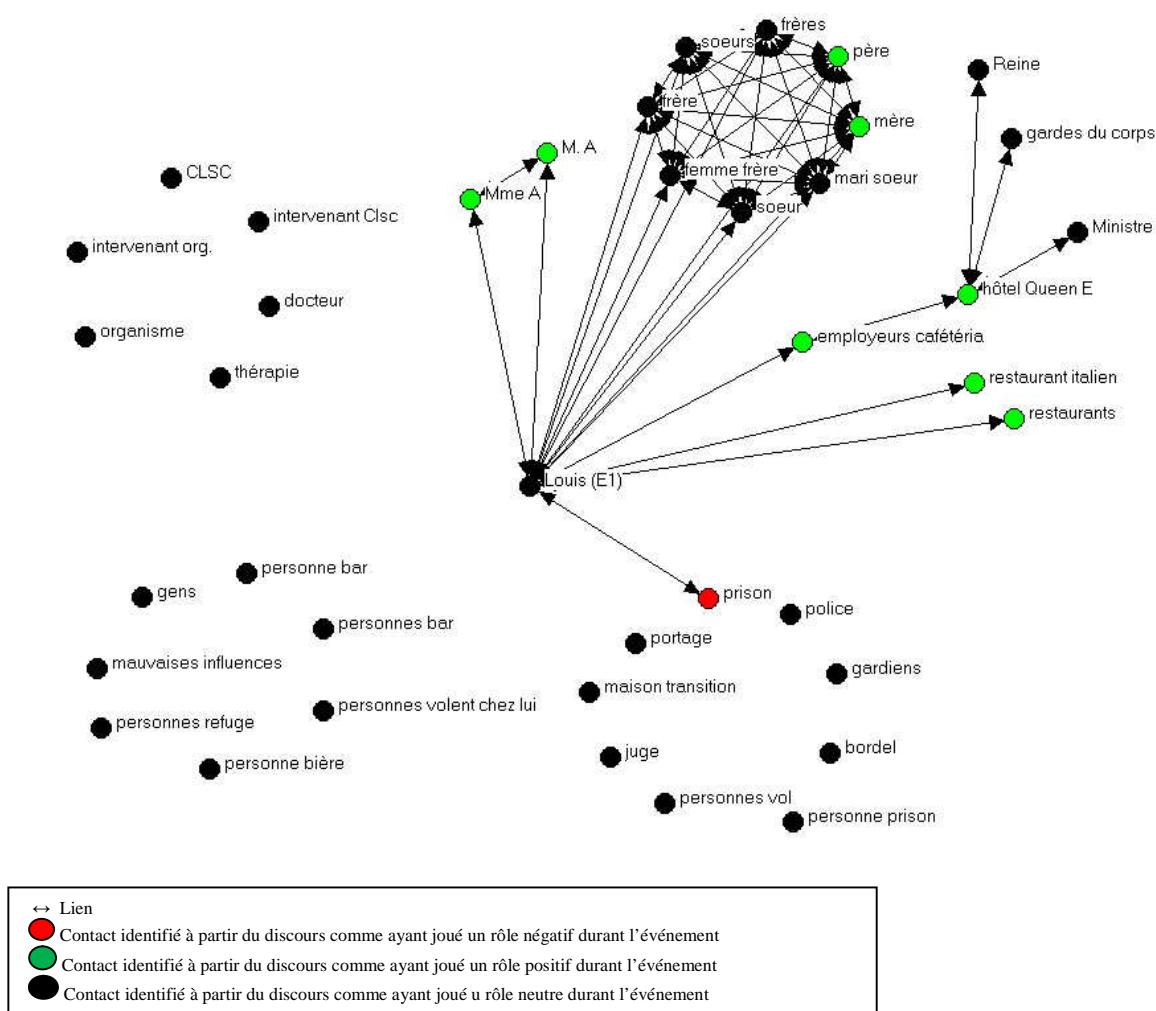 frères
soeurs
père
Reine
frère
mère
gardes du corps
M. A
CLSC
femme frère
mari soeur
Mme A
soeur
intervenant Clsc
Ministre
intervenant org.
hôtel Queen E
docteur
organisme
employeurs cafétéria
thérapie
restaurant italien
restaurants
Louis (E1)
personne bar
gens
prison
police
personnes bar
portage
mauvaises influences
gardiens
maison transition
personnes volent chez lui
personnes refuge
juge
bordel
personne bière
personnes vol
personne prison
↔ Lien
Contact identifié à partir du discours comme ayant joué un rôle négatif durant l'événement
Contact identifié à partir du discours comme ayant joué un rôle positif durant l'événement
Contact identifié à partir du discours comme ayant joué u rôle neutre durant l'événement